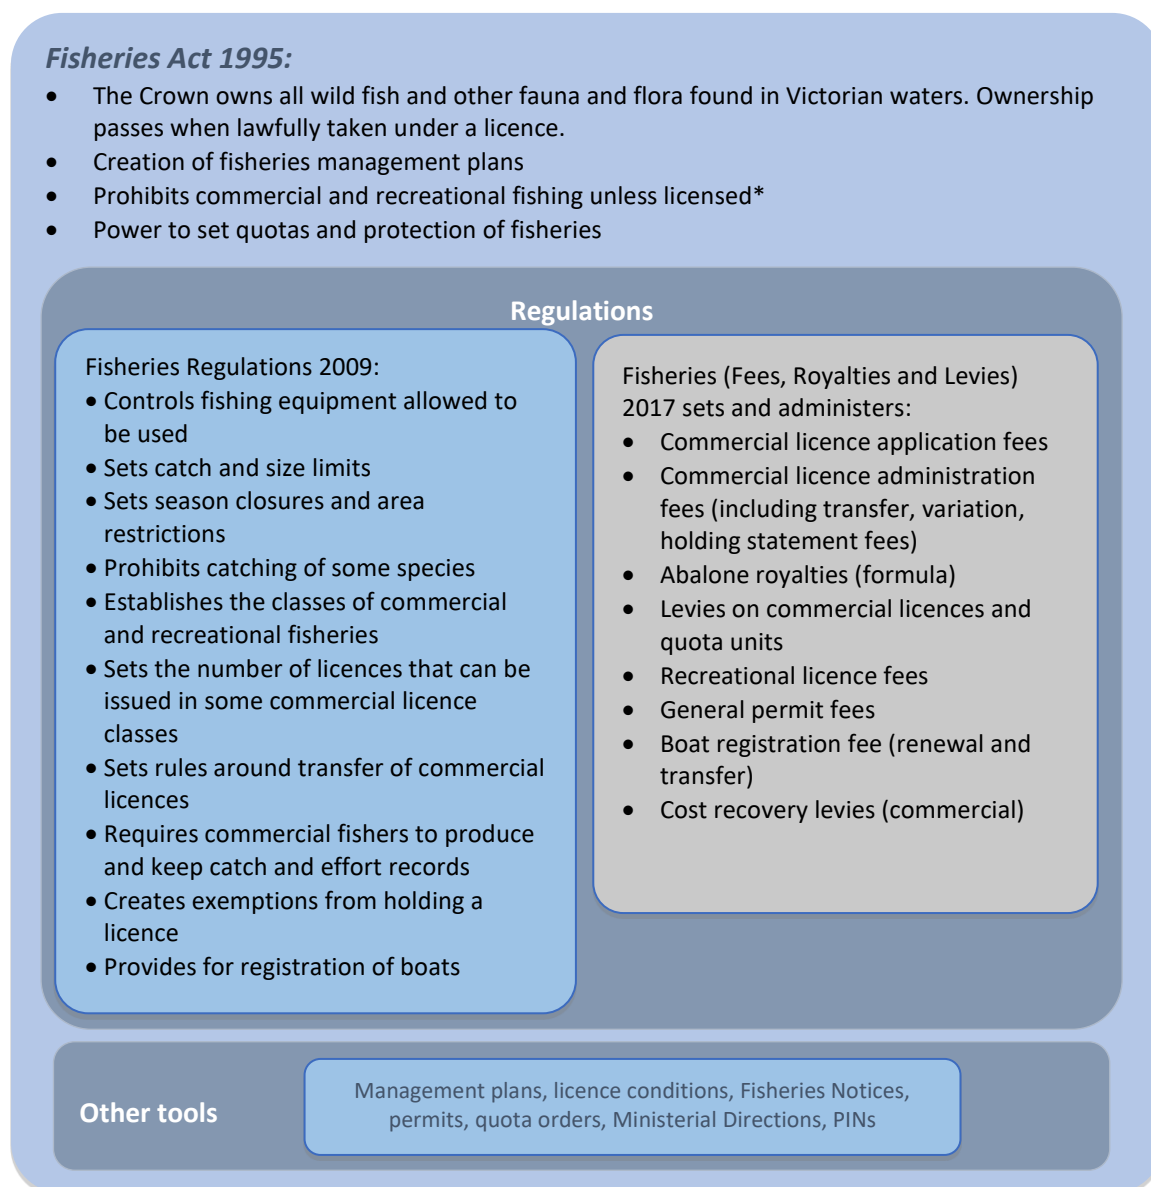 Fisheries Act 1995:
• The Crown owns all wild fish and other fauna and flora found in Victorian waters. Ownership
passes when lawfully taken under a licence.
• Creation of fisheries management plans
• Prohibits commercial and recreational fishing unless licensed*
• Power to set quotas and protection of fisheries
Regulations
Fisheries Regulations 2009:
• Controls fishing equipment allowed to
be used
• Sets catch and size limits
• Sets season closures and area
restrictions
• Prohibits catching of some species
• Establishes the classes of commercial
and recreational fisheries
• Sets the number of licences that can be
issued in some commercial licence
classes
• Sets rules around transfer of commercial
licences
• Requires commercial fishers to produce
and keep catch and effort records
• Creates exemptions from holding a
licence
• Provides for registration of boats
Fisheries (Fees, Royalties and Levies)
2017 sets and administers:
• Commercial licence application fees
• Commercial licence administration
fees (including transfer, variation,
holding statement fees)
• Abalone royalties (formula)
• Levies on commercial licences and
quota units
• Recreational licence fees
• General permit fees
• Boat registration fee (renewal and
transfer)
• Cost recovery levies (commercial)
Other tools
Management plans, licence conditions, Fisheries Notices,
permits, quota orders, Ministerial Directions, PINs